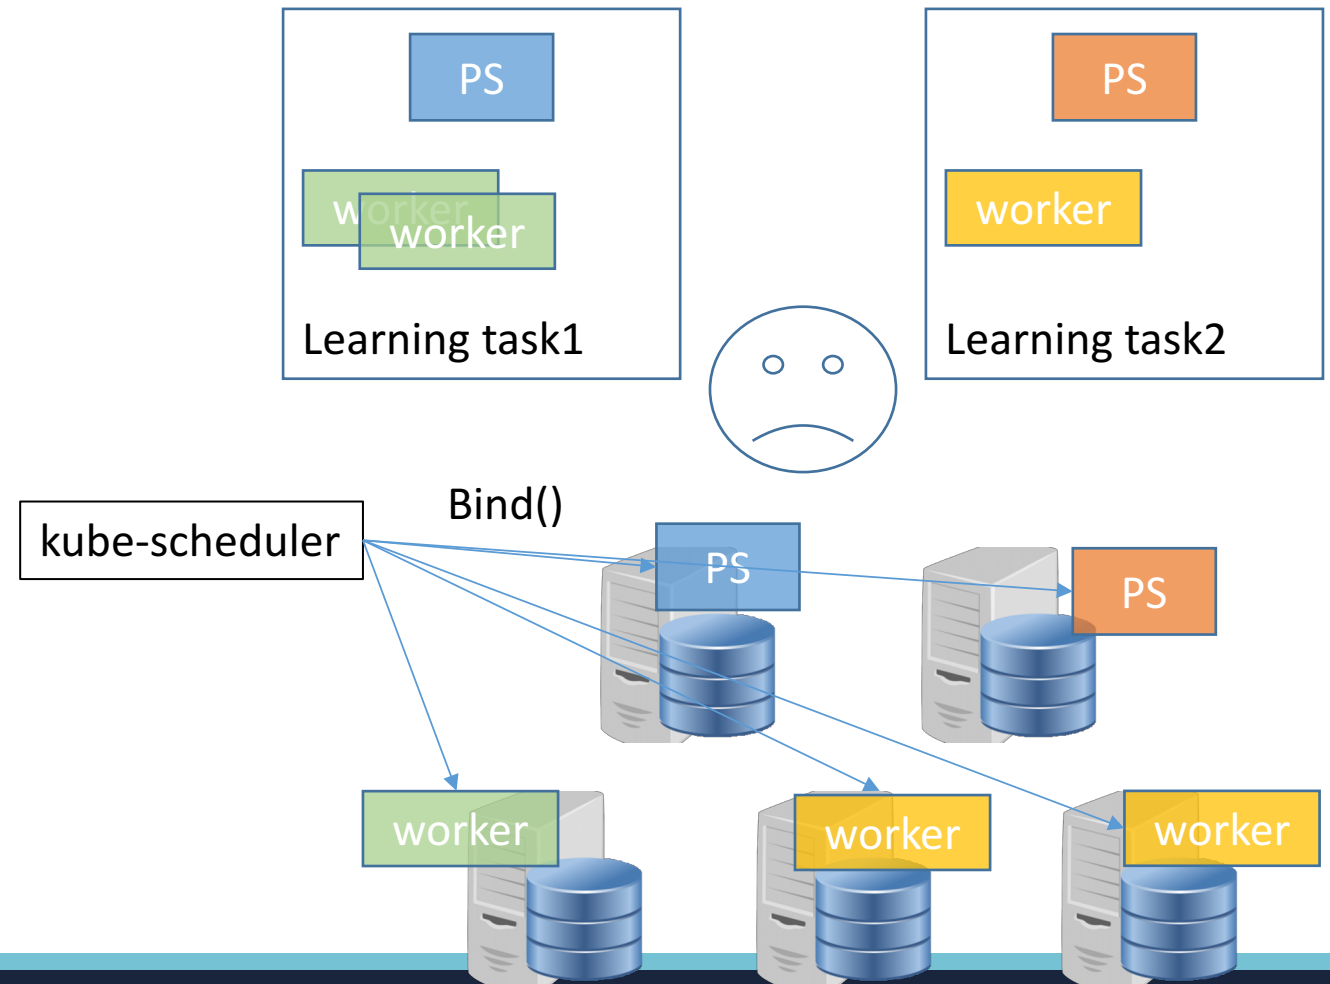 PS
PS
worker
worker
worker
Learning task1
Learning task2
Bind()
kube-scheduler
PS
PS
worker
worker
worker